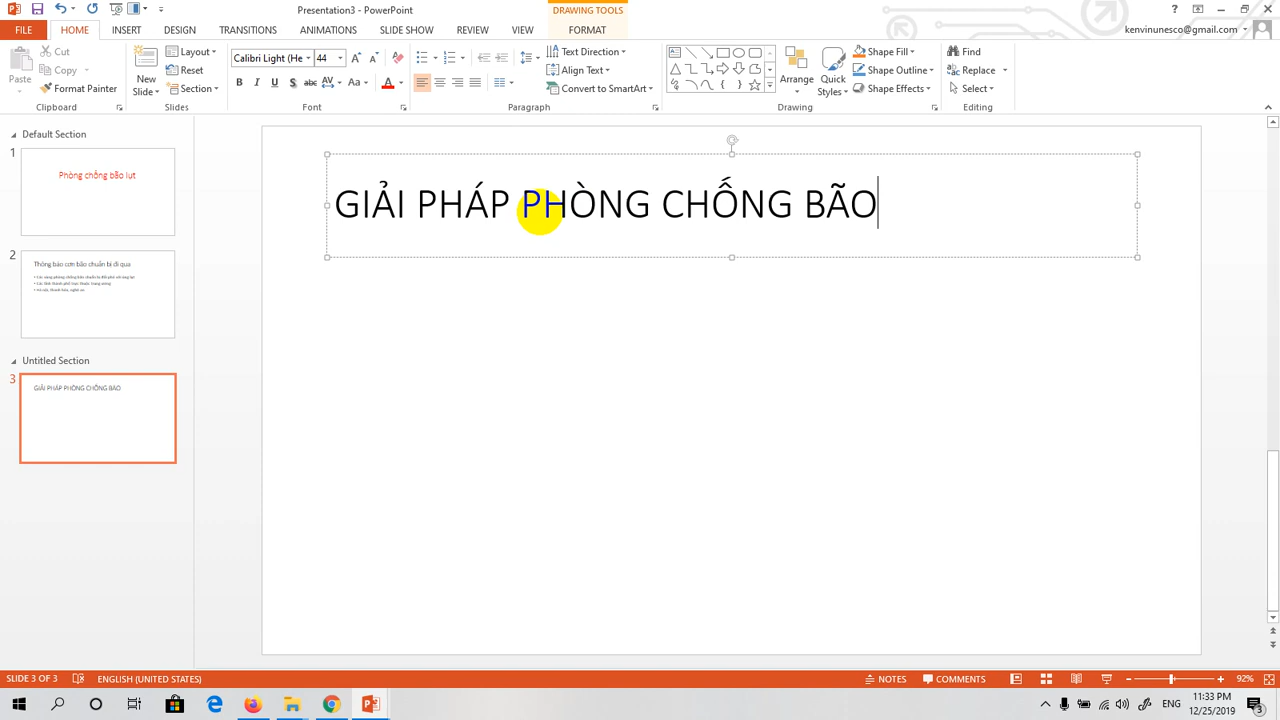 Presentation3 - PowerPoint
DRAWING TOOLS
FILE
HOME
INSERT
DESIGN
TRANSITIONS
ANIMATIONS
SLIDE SHOW
REVIEW
VIEW
FORMAT
kenvinunesco@gmail.com
Paste
Cut
Copy
Format Painter
Clipboard
New
Slide
Layout
Reset
Section
Slides
Calibri Light (He
44
Font
Text Direction
Align Text
Convert to SmartArt
Paragraph
Arrange
Quick
Styles
Shape Fill
Shape Outline
Shape Effects
Drawing
Find
Replace
Select
Editing
Default Section
1
Phòng chống bão lụt
2
Thông báo cơn bão chuẩn bị đi qua
Untitled Section
3
GIẢI PHÁP PHÒNG CHỐNG BÃO
GIẢI PHÁP PHÒNG CHỐNG BÃO
SLIDE 3 OF 3
ENGLISH (UNITED STATES)
NOTES
COMMENTS
92%
ENG
11:33 PM
12/25/2019
3